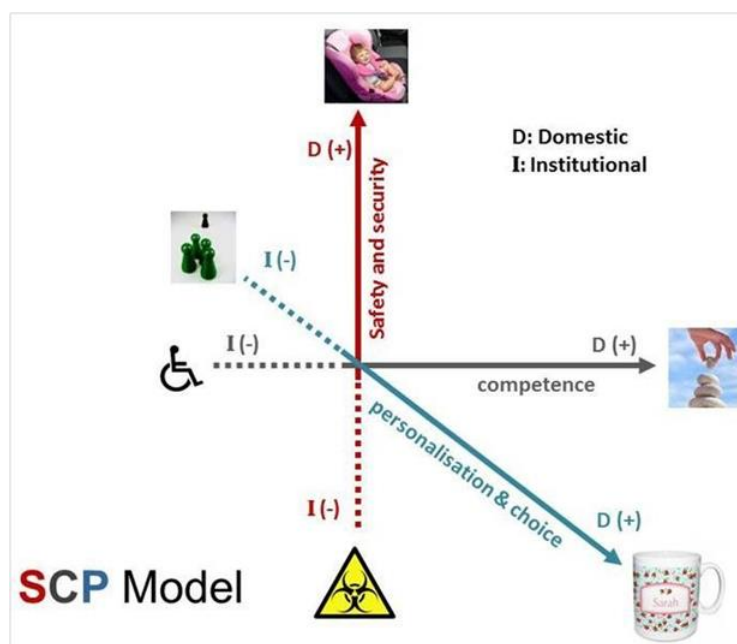 D (+)
D: Domestic
I: Institutional
Safety and security
I (-)
I (-)
D (+)
competence
personalisation & choice
I (-)
D (+)
SCP Model
Sarah